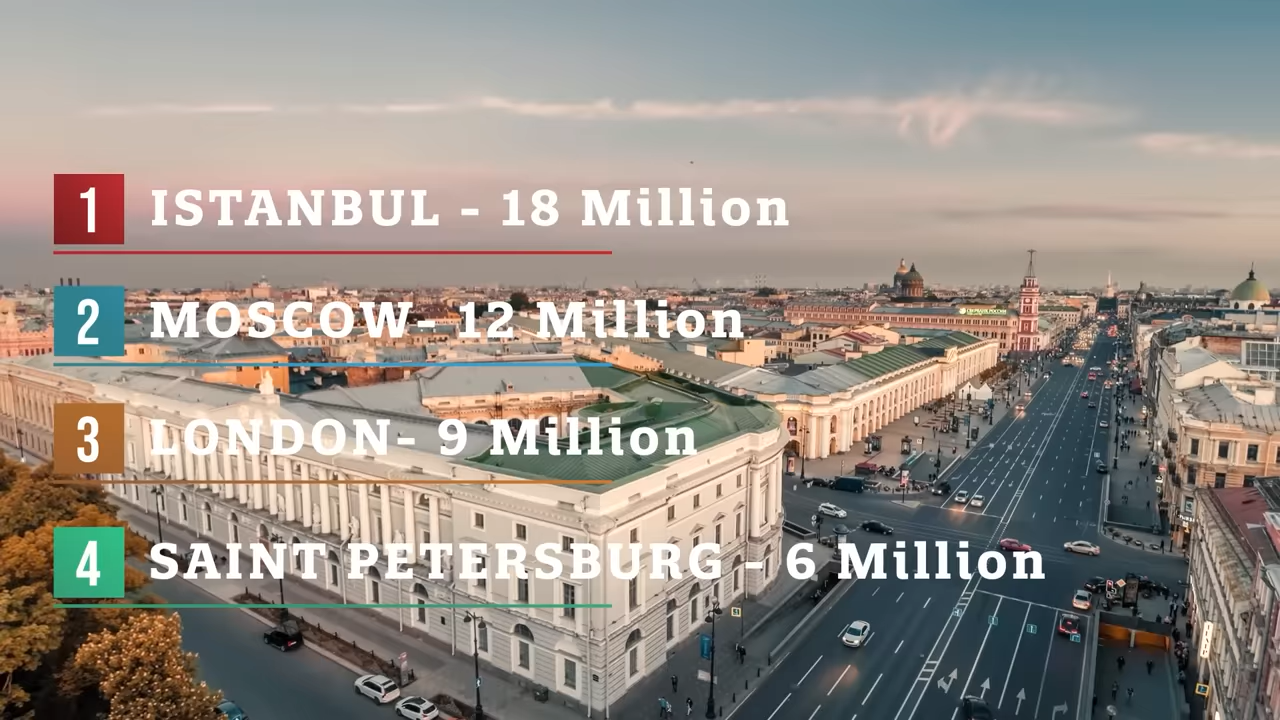 1 ISTANBUL - 18 Million
2 MOSCOW- 12 Million
3 LONDON- 9 Million
4 SAINT PETERSBURG - 6 Million